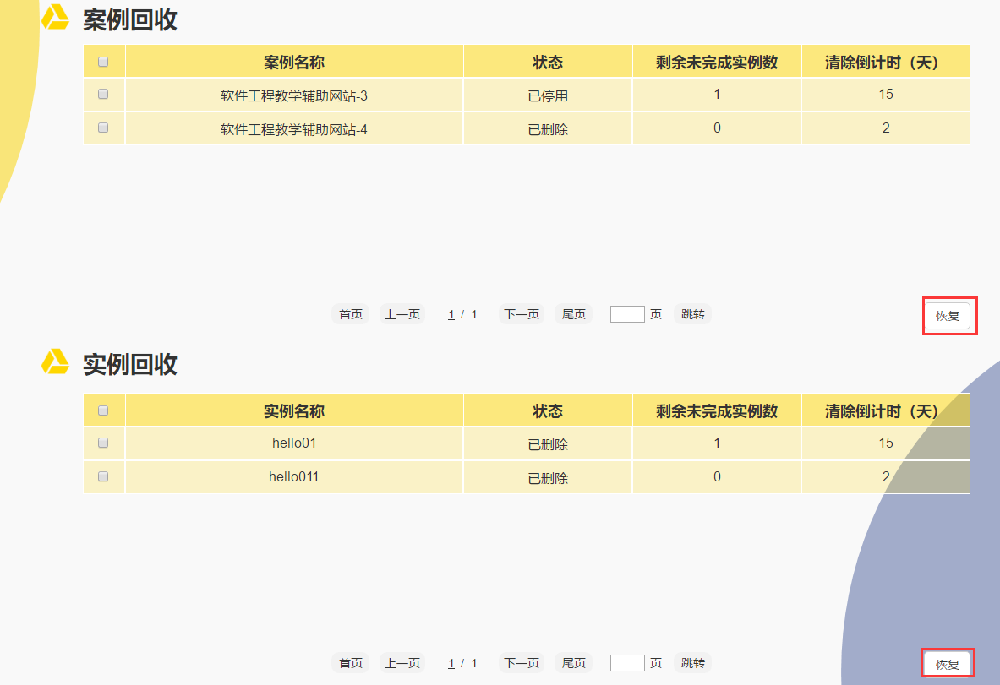 案例回收
案例名称 状态 剩余未完成实例数 清除倒计时（天）
软件工程教学辅助网站-3 已停用 1 15
软件工程教学辅助网站-4 已删除 0 2
首页 上一页 1 / 1 下一页 尾页 页 跳转 恢复
实例回收
实例名称 状态 剩余未完成实例数 清除倒计时（天）
hello01 已删除 1 15
hello011 已删除 0 2
首页 上一页 1 / 1 下一页 尾页 页 跳转 恢复